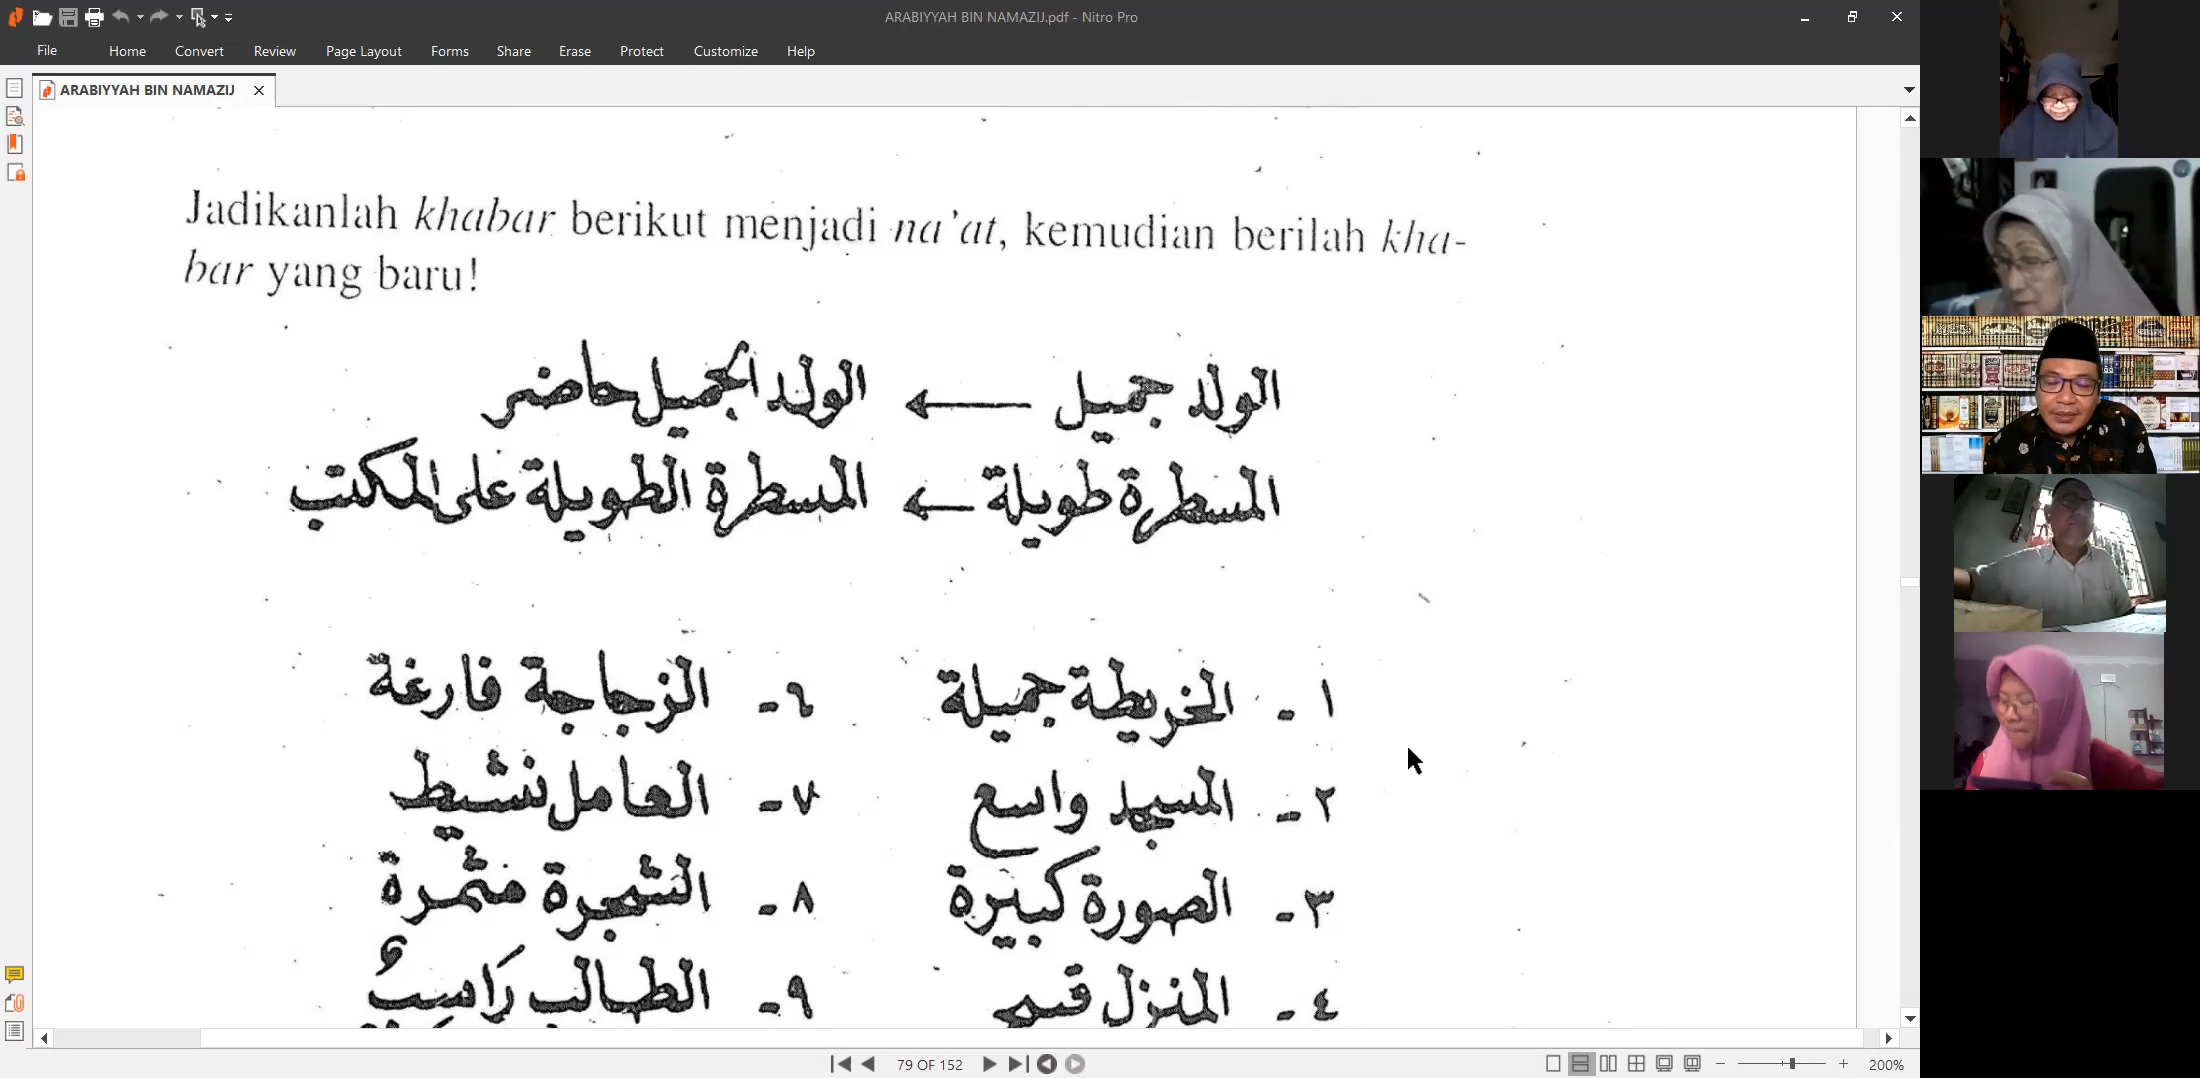 ARABIYYAH BIN NAMAZIJ.pdf - Nitro Pro
File Home Convert Review Page Layout Forms Share Erase Protect Customize Help
ARABIYYAH BIN NAMAZIJ
Jadikanlah khabar berikut menjadi na'at, kemudian berilah kha-
bar yang baru!
الولد جميل ← الولد الجميل حاضر
المسطرة طويلة ← المسطرة الطويلة على المكتب
١ - الخريطة جميلة
٢ - المسجد واسع
٣ - الصورة كبيرة
٤ - المنزل
٦ - الزجاجة فارغة
٧ - العامل نشيط
٨ - الشجرة مثمرة
٩ - الطالب
79 OF 152
200%